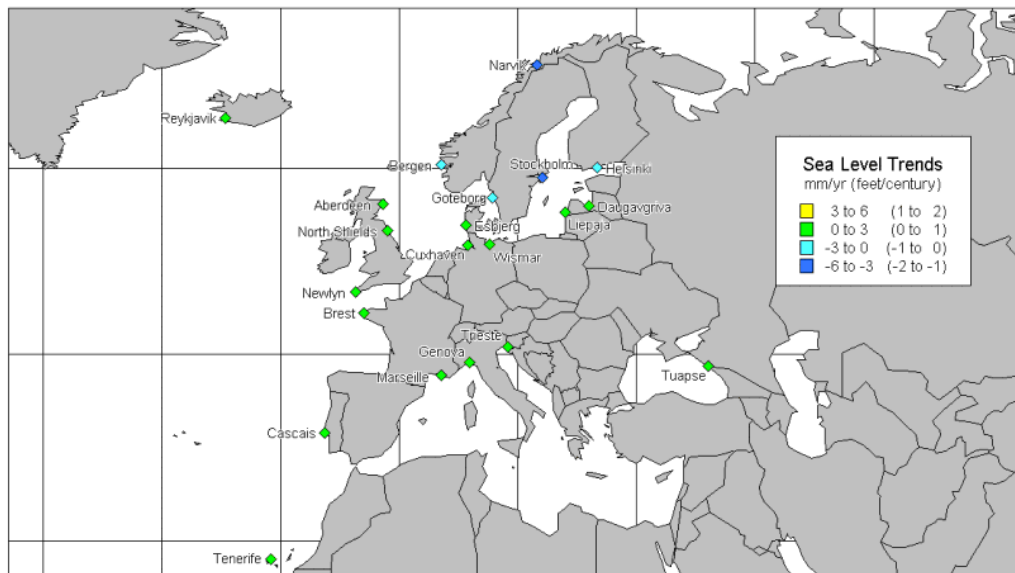 Narvik
Reykjavik
Bergen
Stockholm
Helsinki
Goteborg
Aberdeen
Daugavgriva
Liepaja
North Shields
Esbjerg
Cuxhaven
Wismar
Newlyn
Brest
Trieste
Genova
Marseille
Tuapse
Cascais
Tenerife
Sea Level Trends
mm/yr (feet/century)
3 to 6 (1 to 2)
0 to 3 (0 to 1)
-3 to 0 (-1 to 0)
-6 to -3 (-2 to -1)